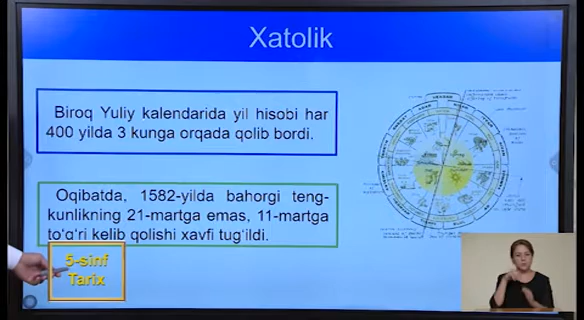 Xatolik
Biroq Yuliy kalendarida yil hisobi har
400 yilda 3 kunga orqada qolib bordi.
Oqibatda, 1582-yilda bahorgi teng-
kunlikning 21-martga emas, 11-martga
to‘g‘ri kelib qolishi xavfi tug‘ildi.
5-sinf
Tarix